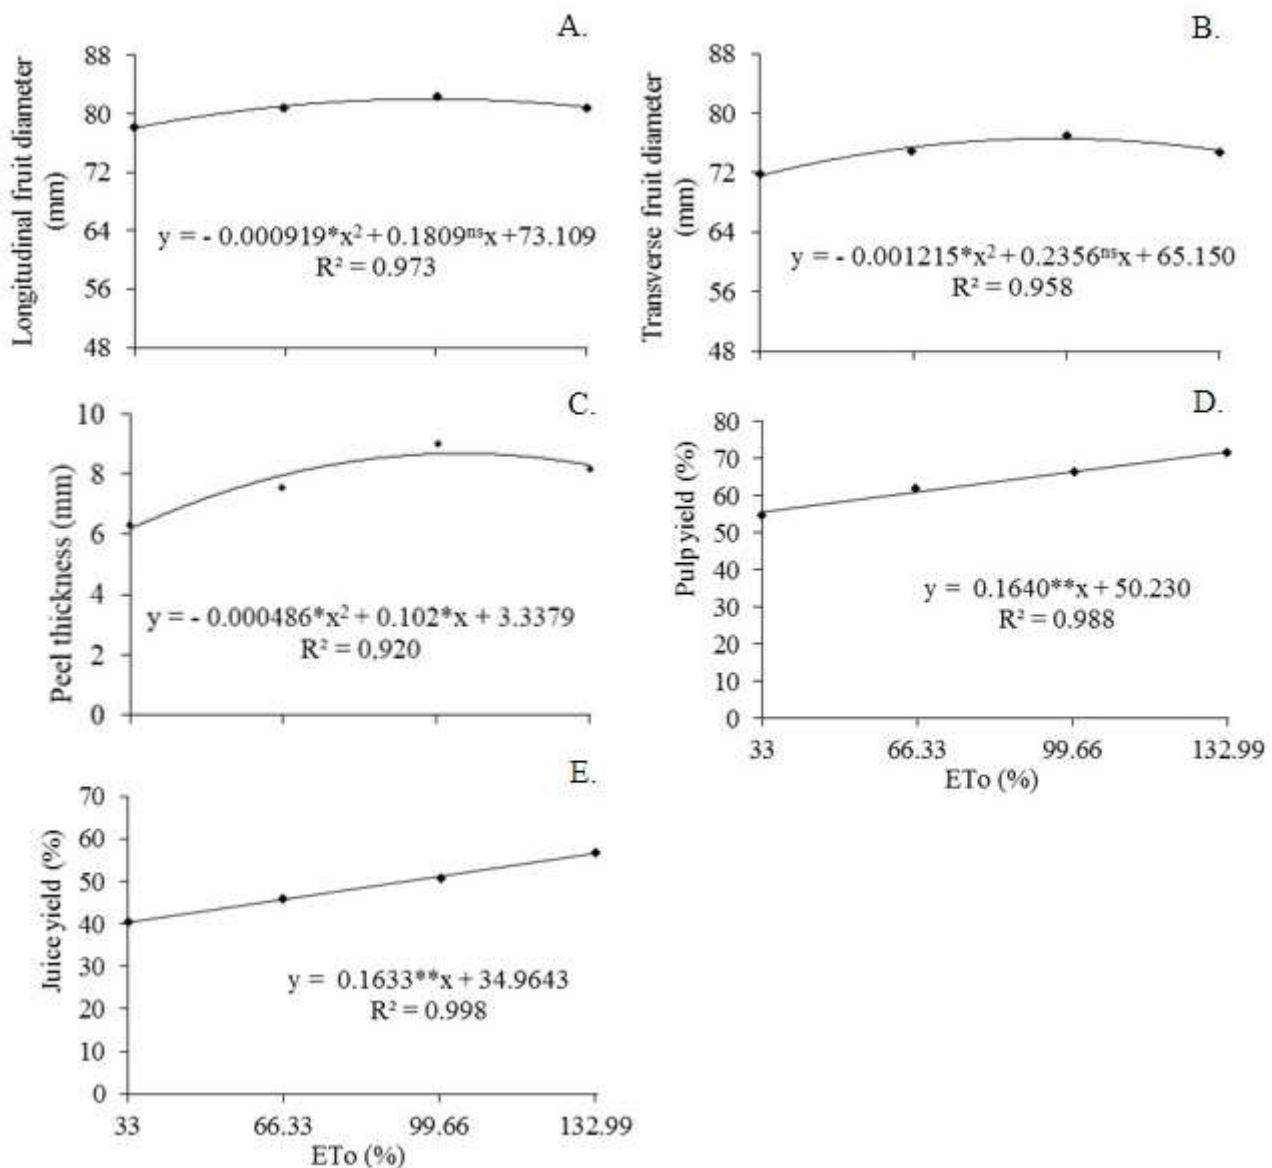 A.
Longitudinal fruit diameter
(mm)
88
80
72
64
56
48
y = - 0.000919*x² + 0.1809ⁿˢx +73.109
R² = 0.973
B.
Transverse fruit diameter
(mm)
88
80
72
64
56
48
y = - 0.001215*x² + 0.2356ⁿˢx + 65.150
R² = 0.958
C.
Peel thickness (mm)
10
8
6
4
2
0
y = - 0.000486*x² + 0.102*x + 3.3379
R² = 0,920
D.
Pulp yield (%)
80
70
60
50
40
30
20
10
0
y = 0.1640**x + 50.230
R² = 0.988
33 66.33 99.66 132.99
ETo (%)
E.
Juice yield (%)
70
60
50
40
30
20
10
0
y = 0.1633**x + 34.9643
R² = 0.998
33 66.33 99.66 132.99
ETo (%)